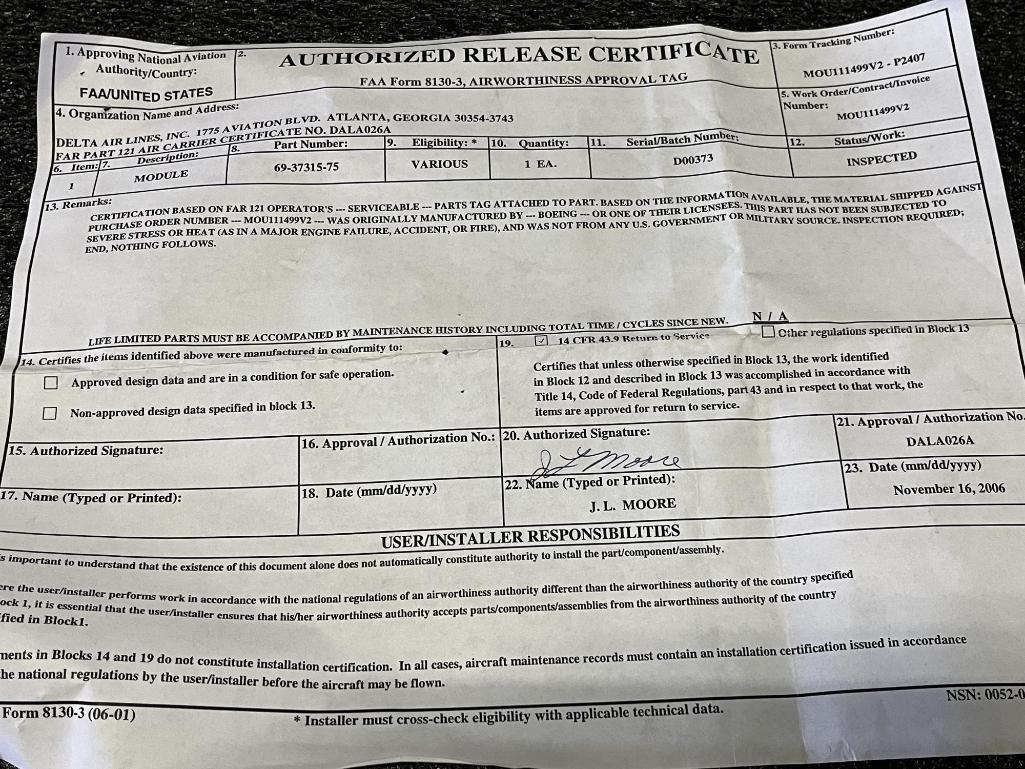 1. Approving National Aviation
Authority/Country:
FAA/UNITED STATES
2.
AUTHORIZED RELEASE CERTIFICATE
FAA Form 8130-3, AIRWORTHINESS APPROVAL TAG
3. Form Tracking Number:
MOU111499V2 - P2407
4. Organization Name and Address:
DELTA AIR LINES, INC. 1775 AVIATION BLVD. ATLANTA, GEORGIA 30354-3743
FAR PART 121 AIR CARRIER CERTIFICATE NO. DALA026A
5. Work Order/Contract/Invoice
Number:
MOU111499V2
6. Item:
7. Description:
8. Part Number:
9. Eligibility: *
10. Quantity:
11. Serial/Batch Number:
12. Status/Work:
1
MODULE
69-37315-75
VARIOUS
1 EA.
D00373
INSPECTED
13. Remarks:
CERTIFICATION BASED ON FAR 121 OPERATOR'S --- SERVICEABLE --- PARTS TAG ATTACHED TO PART. BASED ON THE INFORMATION AVAILABLE, THE MATERIAL SHIPPED AGAINST
PURCHASE ORDER NUMBER --- MOU111499V2 --- WAS ORIGINALLY MANUFACTURED BY --- BOEING --- OR ONE OF THEIR LICENSEES. THIS PART HAS NOT BEEN SUBJECTED TO
SEVERE STRESS OR HEAT (AS IN A MAJOR ENGINE FAILURE, ACCIDENT, OR FIRE), AND WAS NOT FROM ANY U.S. GOVERNMENT OR MILITARY SOURCE. INSPECTION REQUIRED;
END, NOTHING FOLLOWS.
LIFE LIMITED PARTS MUST BE ACCOMPANIED BY MAINTENANCE HISTORY INCLUDING TOTAL TIME / CYCLES SINCE NEW. N / A
14. Certifies the items identified above were manufactured in conformity to:
Approved design data and are in a condition for safe operation.
Non-approved design data specified in block 13.
19. 14 CFR 43.9 Return to Service
Other regulations specified in Block 13
Certifies that unless otherwise specified in Block 13, the work identified
in Block 12 and described in Block 13 was accomplished in accordance with
Title 14, Code of Federal Regulations, part 43 and in respect to that work, the
items are approved for return to service.
15. Authorized Signature:
16. Approval / Authorization No.:
20. Authorized Signature:
J L Moore
21. Approval / Authorization No.
DALA026A
17. Name (Typed or Printed):
18. Date (mm/dd/yyyy)
22. Name (Typed or Printed):
J. L. MOORE
23. Date (mm/dd/yyyy)
November 16, 2006
USER/INSTALLER RESPONSIBILITIES
s important to understand that the existence of this document alone does not automatically constitute authority to install the part/component/assembly.
ere the user/installer performs work in accordance with the national regulations of an airworthiness authority different than the airworthiness authority of the country specified
ock 1, it is essential that the user/installer ensures that his/her airworthiness authority accepts parts/components/assemblies from the airworthiness authority of the country
fied in Block1.
ments in Blocks 14 and 19 do not constitute installation certification. In all cases, aircraft maintenance records must contain an installation certification issued in accordance
he national regulations by the user/installer before the aircraft may be flown.
Form 8130-3 (06-01)
* Installer must cross-check eligibility with applicable technical data.
NSN: 0052-0